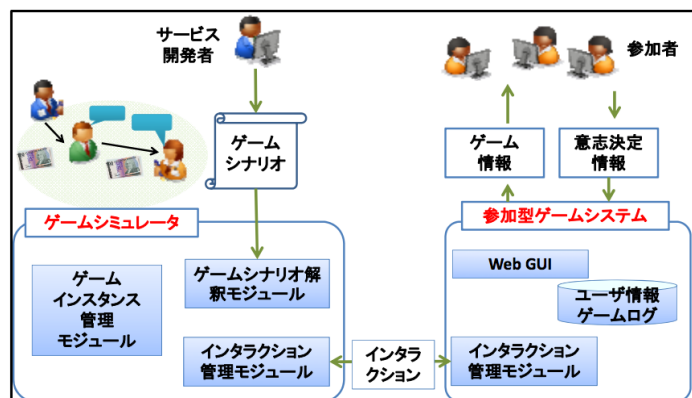 サービス
開発者
参加者
ゲーム
シナリオ
ゲーム
情報
意志決定
情報
ゲームシミュレータ
参加型ゲームシステム
ゲーム
インスタンス
管理
モジュール
ゲームシナリオ解
釈モジュール
インタラクション
管理モジュール
インタラ
クション
Web GUI
ユーザ情報
ゲームログ
インタラクション
管理モジュール